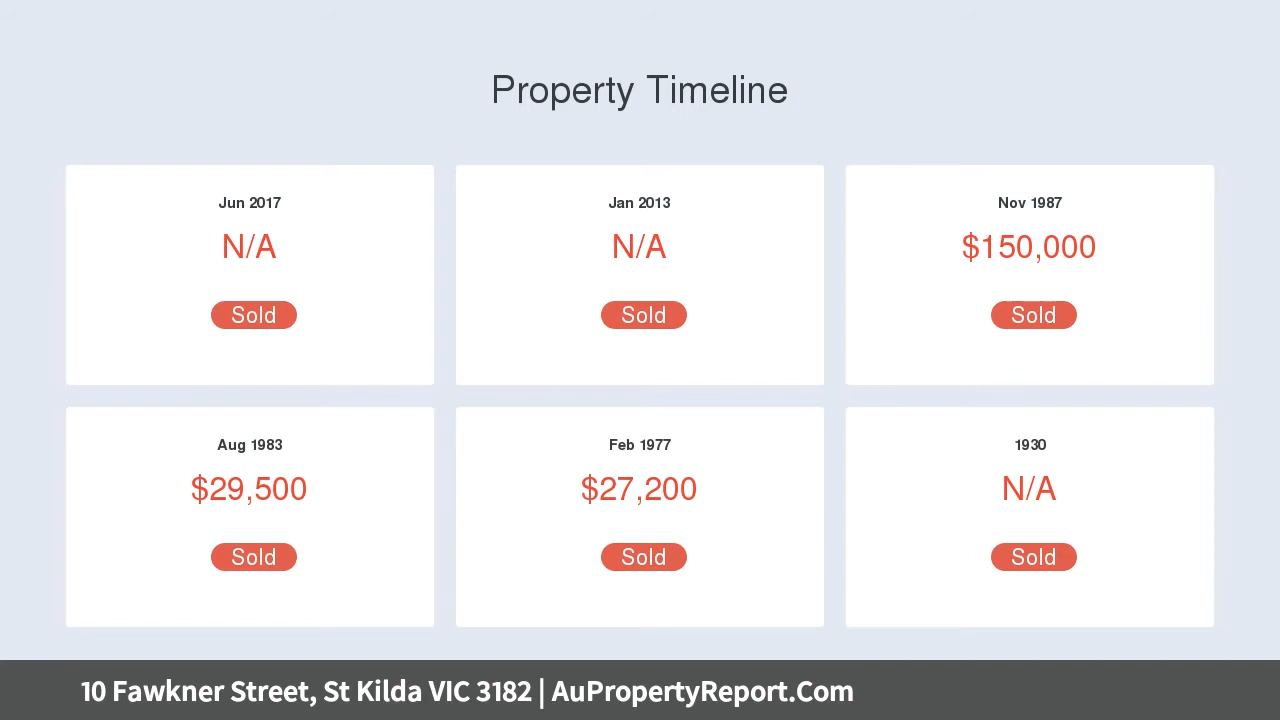 Property Timeline
Jun 2017
N/A
Sold
Jan 2013
N/A
Sold
Nov 1987
$150,000
Sold
Aug 1983
$29,500
Sold
Feb 1977
$27,200
Sold
1930
N/A
Sold
10 Fawkner Street, St Kilda VIC 3182 | AuPropertyReport.Com